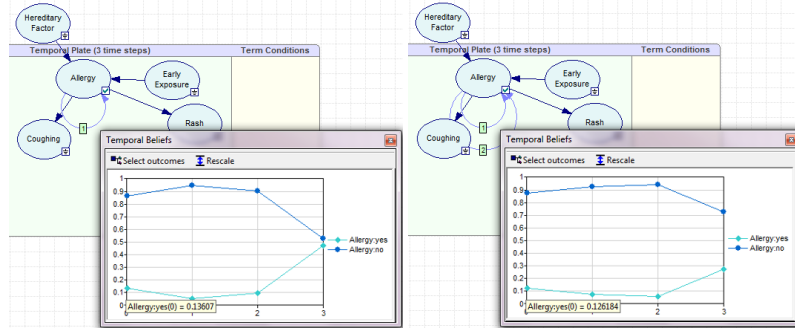 Hereditary
Factor
Temporal Plate (3 time steps)
Term Conditions
Allergy
Early
Exposure
Coughing
1
Rash
Temporal Beliefs
Select outcomes
Rescale
1
0.9
0.8
0.7
0.6
0.5
0.4
0.3
0.2
0.1
0
Allergy:yes(0) = 0.13607
2
3
Allergy:yes
Allergy:no
Hereditary
Factor
Temporal Plate (3 time steps)
Term Conditions
Allergy
Early
Exposure
Coughing
1
2
Rash
Temporal Beliefs
Select outcomes
Rescale
1
0.9
0.8
0.7
0.6
0.5
0.4
0.3
0.2
0.1
0
Allergy:yes(0) = 0.126184
2
3
Allergy:yes
Allergy:no